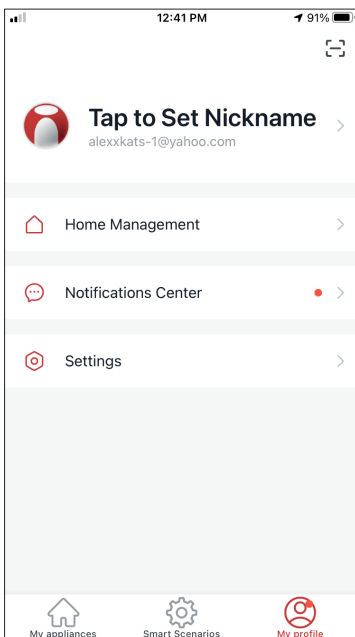 12:41 PM
91%
Tap to Set Nickname
alexxkats-1@yahoo.com
Home Management
Notifications Center
Settings
My appliances
Smart Scenarios
My profile